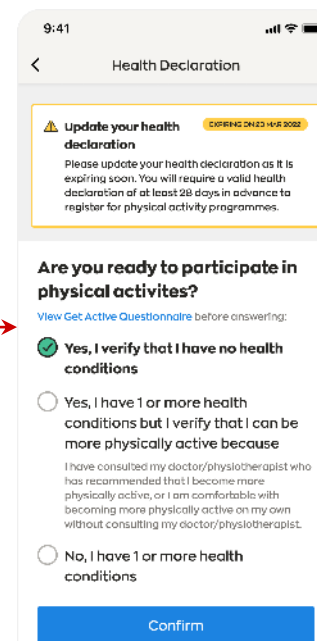 9:41
Health Declaration
Update your health
EXPIRING ON 23 MAR 2022
declaration
Please update your health declaration as it is
expiring soon. You will require a valid health
declaration of at least 28 days in advance to
register for physical activity programmes.
Are you ready to participate in
physical activites?
View Get Active Questionnaire before answering:
Yes, I verify that I have no health
conditions
Yes, I have 1 or more health
conditions but I verify that I can be
more physically active because
I have consulted my doctor/physiotherapist who
has recommended that I become more
physically active, or I am comfortable with
becoming more physically active on my own
without consulting my doctor/physiotherapist.
No, I have 1 or more health
conditions
Confirm